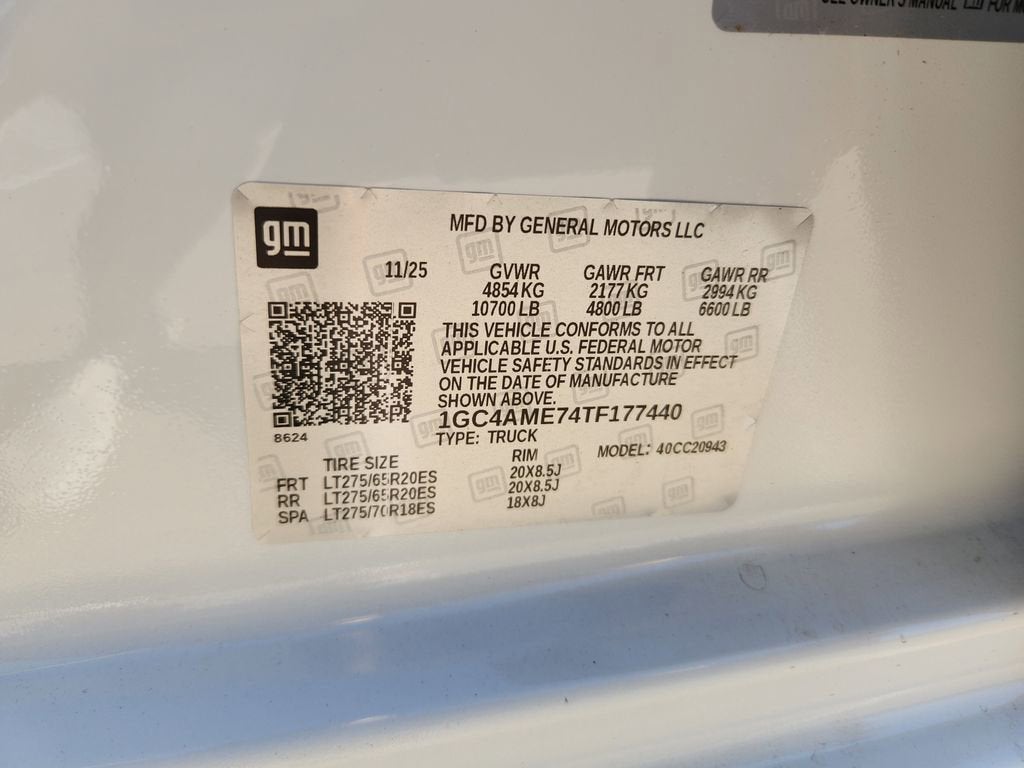 SEE OWNER'S MANUAL
gm
MFD BY GENERAL MOTORS LLC
11/25 GVWR GAWR FRT GAWR RR
4854 KG 2177 KG 2994 KG
10700 LB 4800 LB 6600 LB
THIS VEHICLE CONFORMS TO ALL
APPLICABLE U.S. FEDERAL MOTOR
VEHICLE SAFETY STANDARDS IN EFFECT
ON THE DATE OF MANUFACTURE
SHOWN ABOVE.
1GC4AME74TF177440
8624
TYPE: TRUCK MODEL: 40CC20943
TIRE SIZE RIM
FRT LT275/65R20ES 20X8.5J
RR LT275/65R20ES 20X8.5J
SPA LT275/70R18ES 18X8J